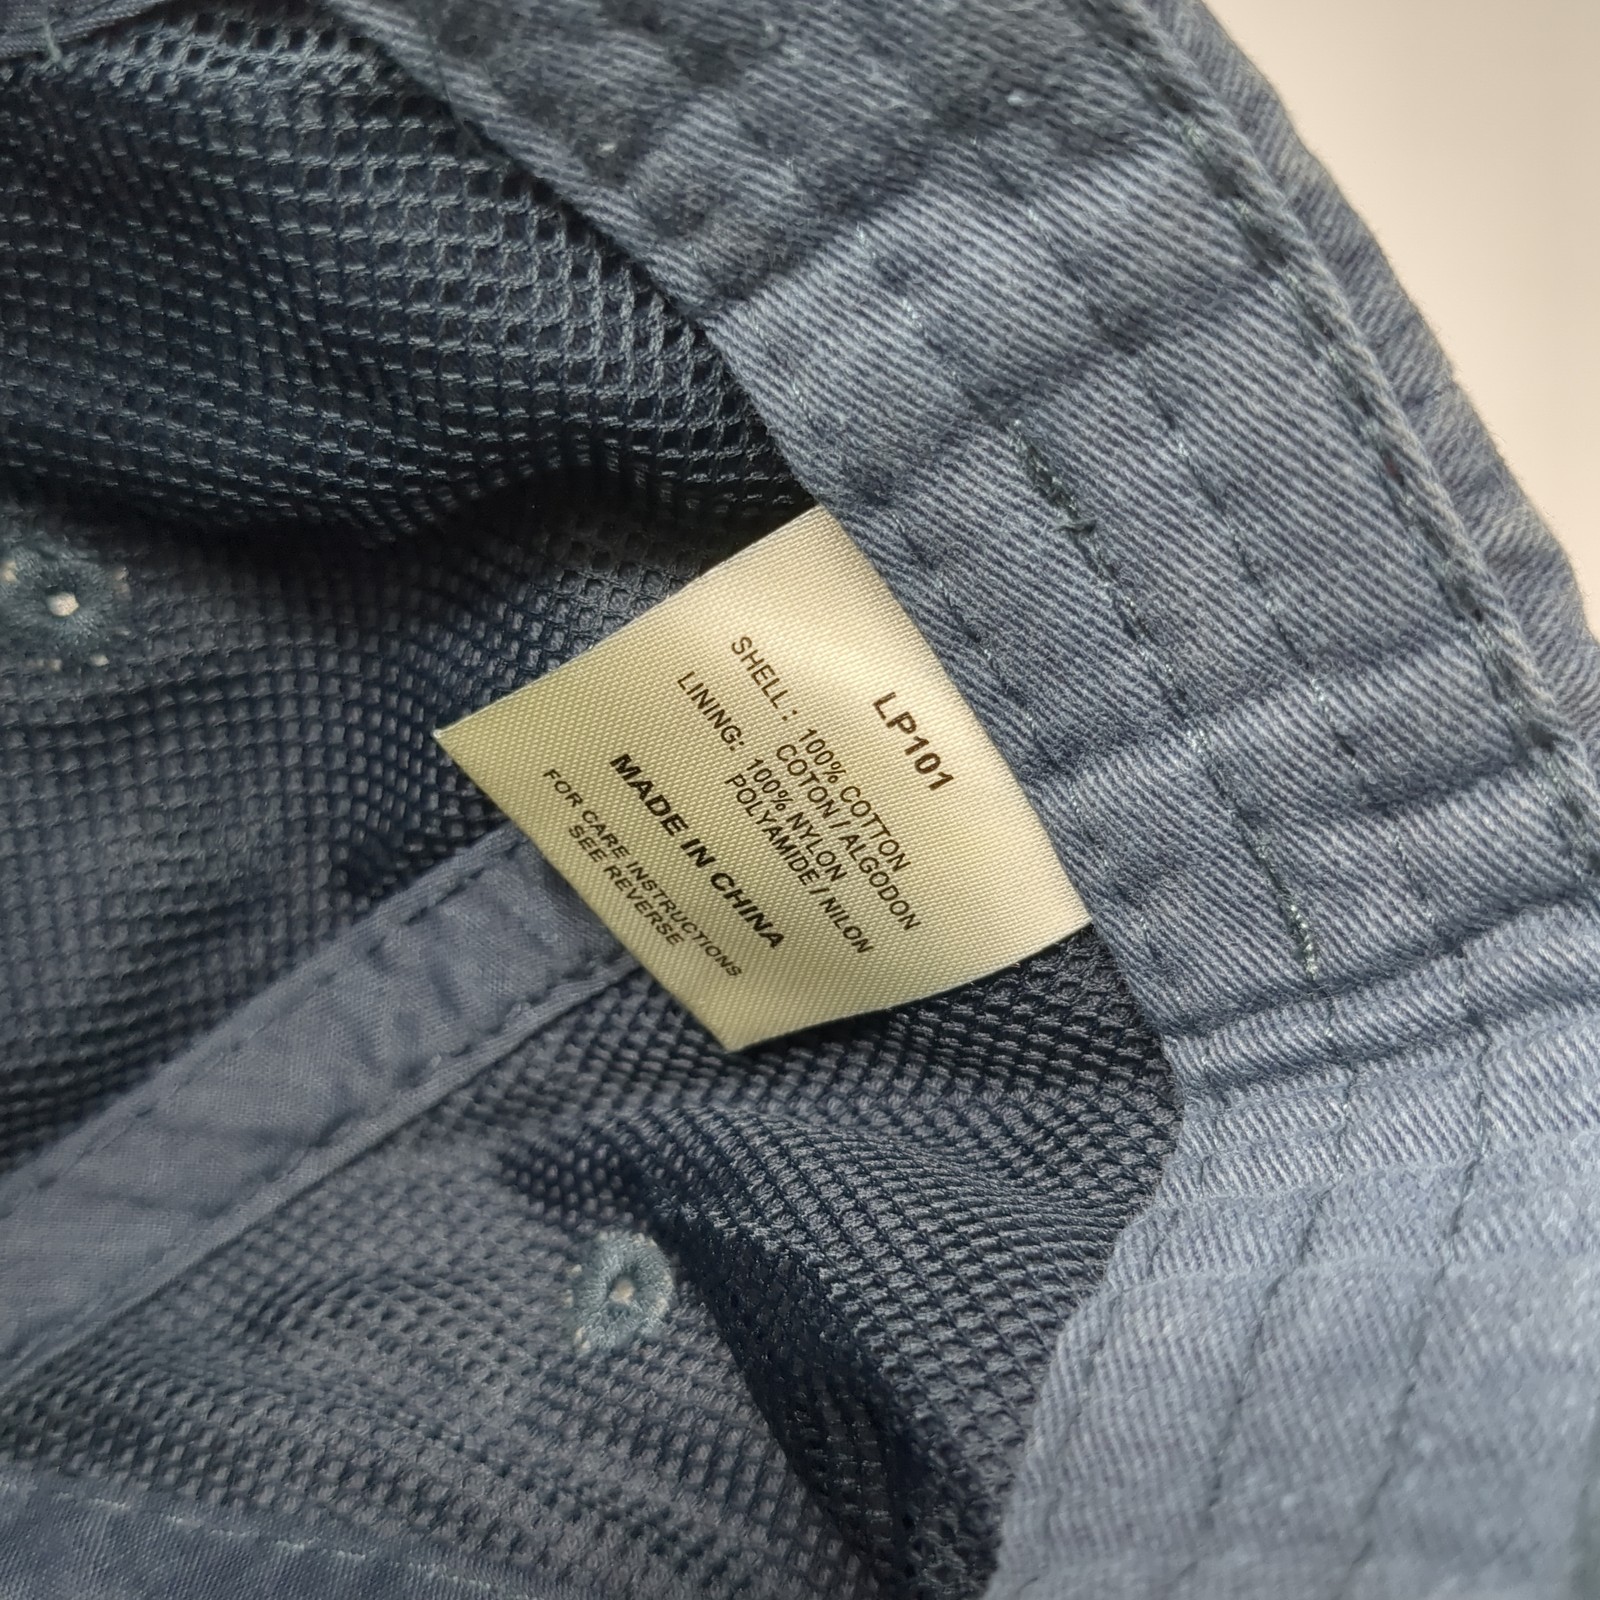 LP101
SHELL : 100% COTTON
COTON / ALGODON
LINING: 100% NYLON
POLYAMIDE / NILON
MADE IN CHINA
FOR CARE INSTRUCTIONS
SEE REVERSE